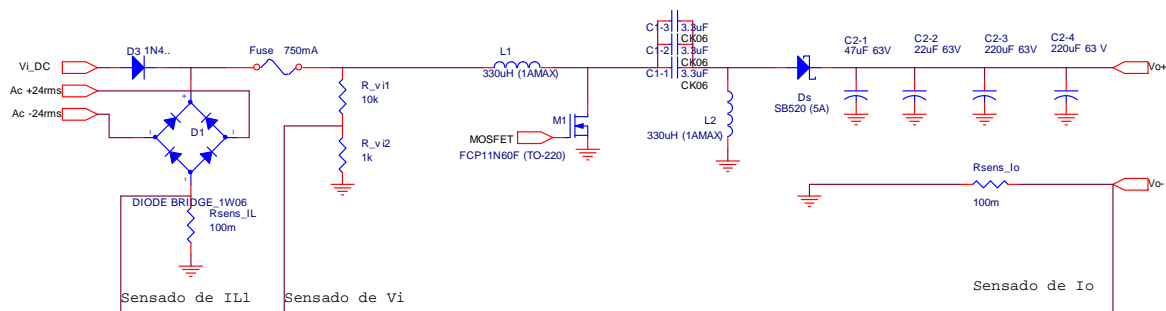 C1-3 3.3uF
CK06
C1-2 3.3uF
CK06
C1-1 3.3uF
CK06
C2-1
47uF 63V
C2-2
22uF 63V
C2-3
220uF 63V
C2-4
220uF 63 V
D3 1N4..
Fuse 750mA
L1
330uH (1AMAX)
Vi_DC
Vo+
Ac +24rms
Ac -24rms
R_vi1
10k
Ds
SB520 (5A)
D1
+
~
~
-
M1
MOSFET
FCP11N60F (TO-220)
L2
330uH (1AMAX)
R_vi2
1k
Rsens_Io
100m
Vo-
DIODE BRIDGE_1W06
Rsens_IL
100m
Sensado de IL1
Sensado de Vi
Sensado de Io